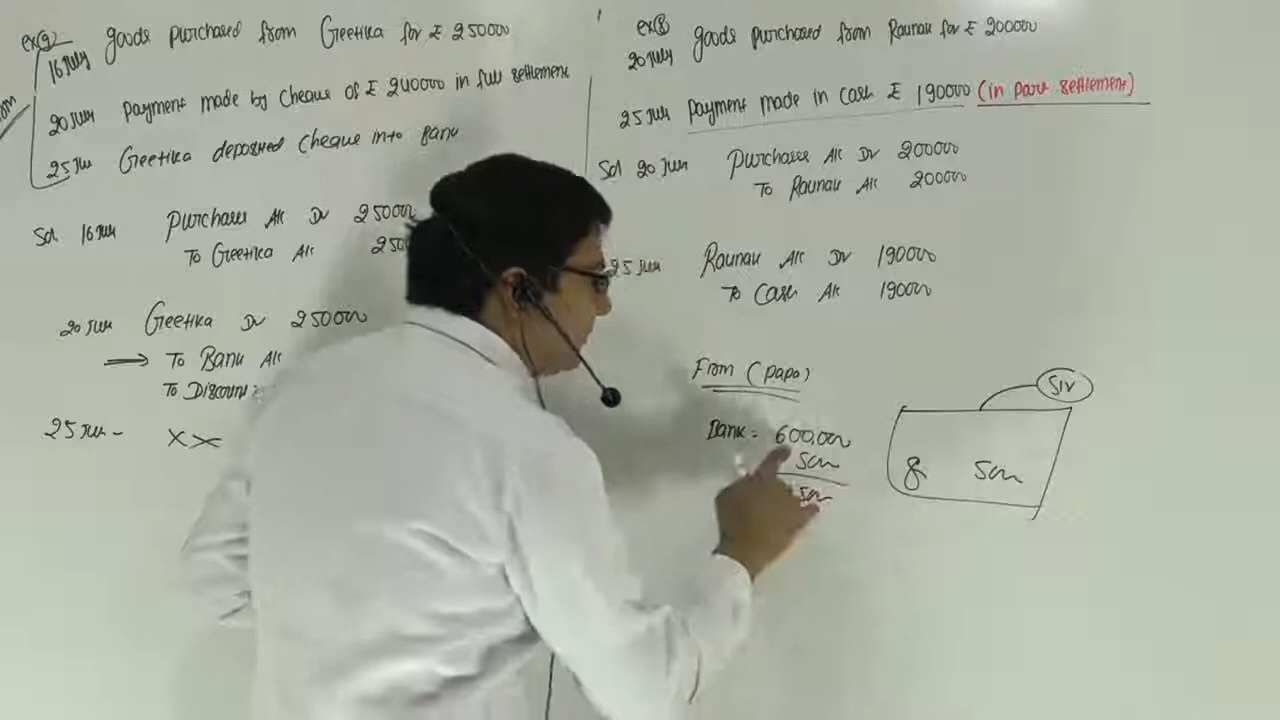 ex(9) goods purchased from Geetika for ₹ 250000
16 July
20 Jun Payment made by Cheque of ₹ 240000 in full settlement
25 Jun Geetika deposited Cheque into Bank
Sol 16 Jun Purchases A/c Dr 250000
To Geetika A/c 250
20 Jun Geetika Dr 250000
→ To Bank A/c
To Discount
25 Jun - xx
ex(8) goods purchased from Raunak for ₹ 200000
20 July
25 Jun Payment made in cash ₹ 190000 (in part settlement)
Sol 20 Jun Purchases A/c Dr 200000
To Raunak A/c 200000
25 Jun Raunak A/c Dr 190000
To Cash A/c 190000
From (papa)
Bank = 600,000
500
500
Siv
500